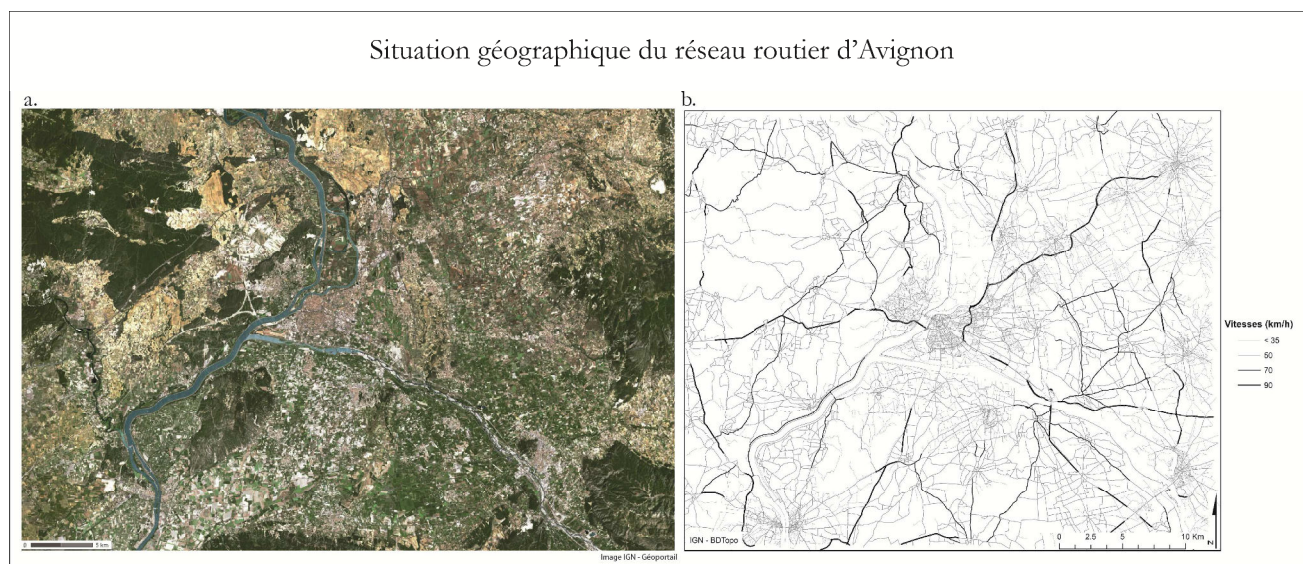 Situation géographique du réseau routier d’Avignon
a.
b.
0 5 km
Image IGN - Géoportail
IGN - BDTopo
0 2.5 5 10 Km
N
Vitesses (km/h)
< 35
50
70
90